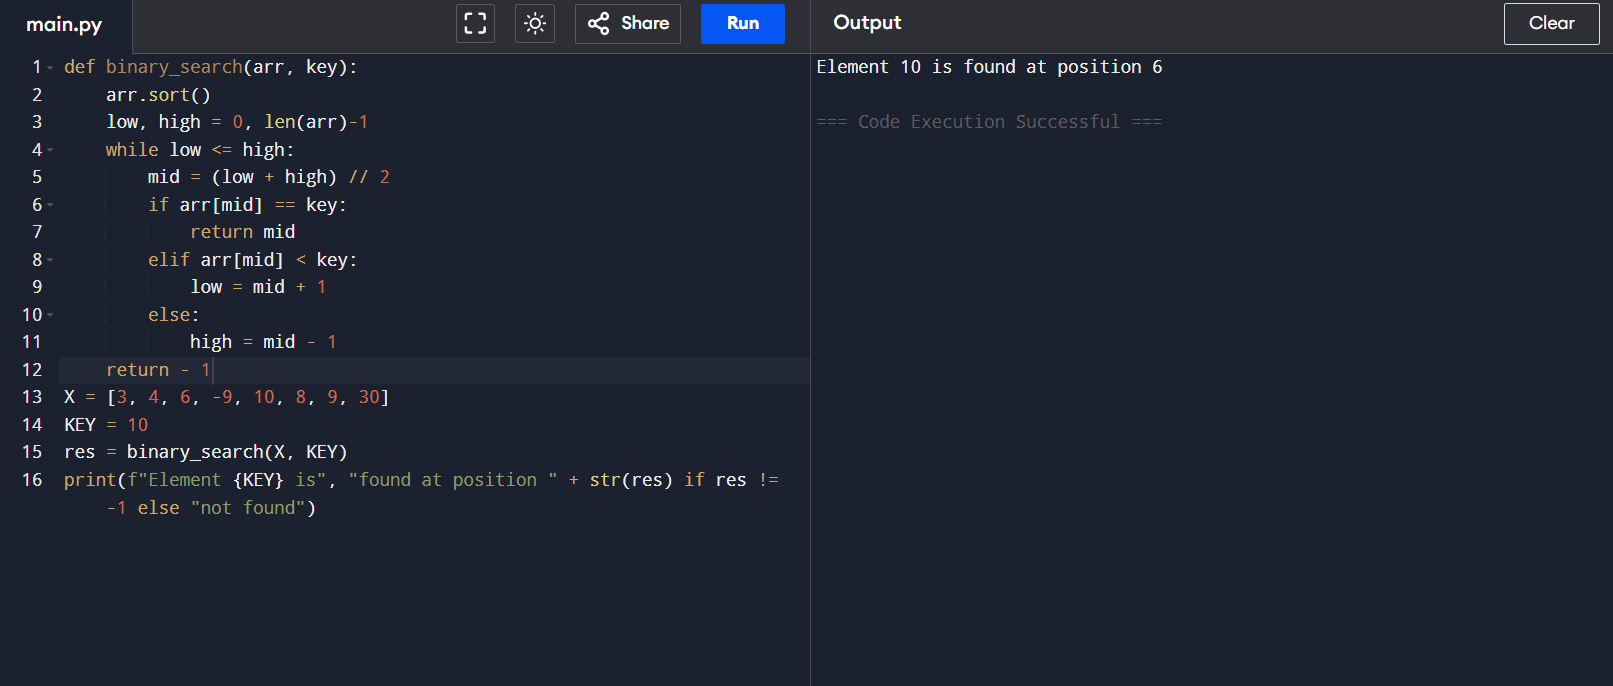 main.py
Share
Run
Output
Clear
1 def binary_search(arr, key):
2     arr.sort()
3     low, high = 0, len(arr)-1
4     while low <= high:
5         mid = (low + high) // 2
6         if arr[mid] == key:
7             return mid
8         elif arr[mid] < key:
9             low = mid + 1
10         else:
11             high = mid - 1
12     return - 1
13 X = [3, 4, 6, -9, 10, 8, 9, 30]
14 KEY = 10
15 res = binary_search(X, KEY)
16 print(f"Element {KEY} is", "found at position " + str(res) if res !=
-1 else "not found")
Element 10 is found at position 6
=== Code Execution Successful ===